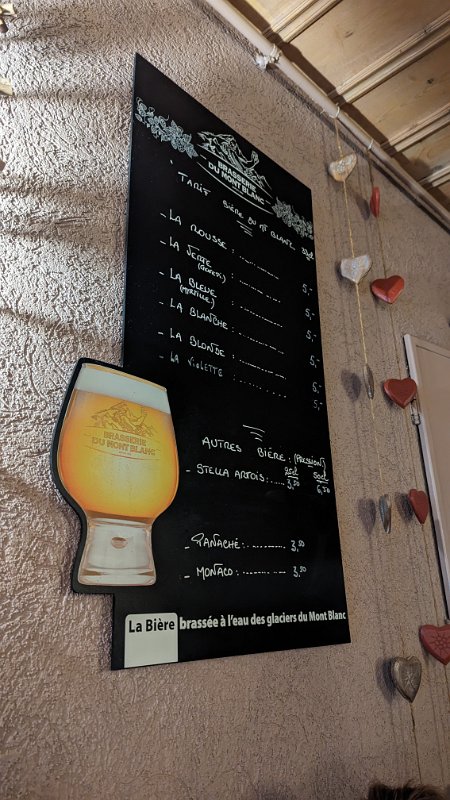 BRASSERIE
DU MONT BLANC
TARIF BIÈRE DU MT BLANC 33cl
- LA ROUSSE : .............. 5,-
- LA VERTE : .............. 5,-
(GÉNÉPI)
- LA BLEUE : .............. 5,-
(MYRTILLE)
- LA BLANCHE : .............. 5,-
- LA BLONDE : .............. 5,-
- LA VIOLETTE : .............. 5,-
AUTRES BIÈRE : (PRESSION)
25cl 50cl
- STELLA ARTOIS : ...... 3,50 6,50
- PANACHÉ : .............. 3,50
- MONACO : .............. 3,50
BRASSERIE
DU MONT BLANC
La Bière brassée à l'eau des glaciers du Mont Blanc